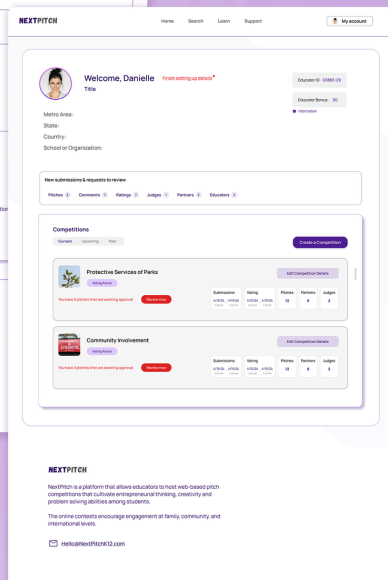 NEXTPITCH
Home Search Learn Support
My account
Welcome, Danielle
Finish setting up details
Title
Educator ID: 03883-29
Educator Bonus: $0
Information
Metro Area:
State:
Country:
School or Organization:
New submissions & requests to review
Pitches Comments Ratings Judges Partners Educators
Competitions
Current Upcoming Past
Create a Competition
Protective Services of Parks
Voting Active
Edit Competition Details
Submissions Voting Pitches Partners Judges
You have 5 pitches that are awaiting approval
Review now
Community Involvement
Voting Active
Edit Competition Details
Submissions Voting Pitches Partners Judges
You have 5 pitches that are awaiting approval
Review now
NEXTPITCH
NextPitch is a platform that allows educators to host web-based pitch
competitions that cultivate entrepreneurial thinking, creativity and
problem solving abilities among students.
The online contests encourage engagement at family, community, and
international levels.
Hello@NextPitchK12.com